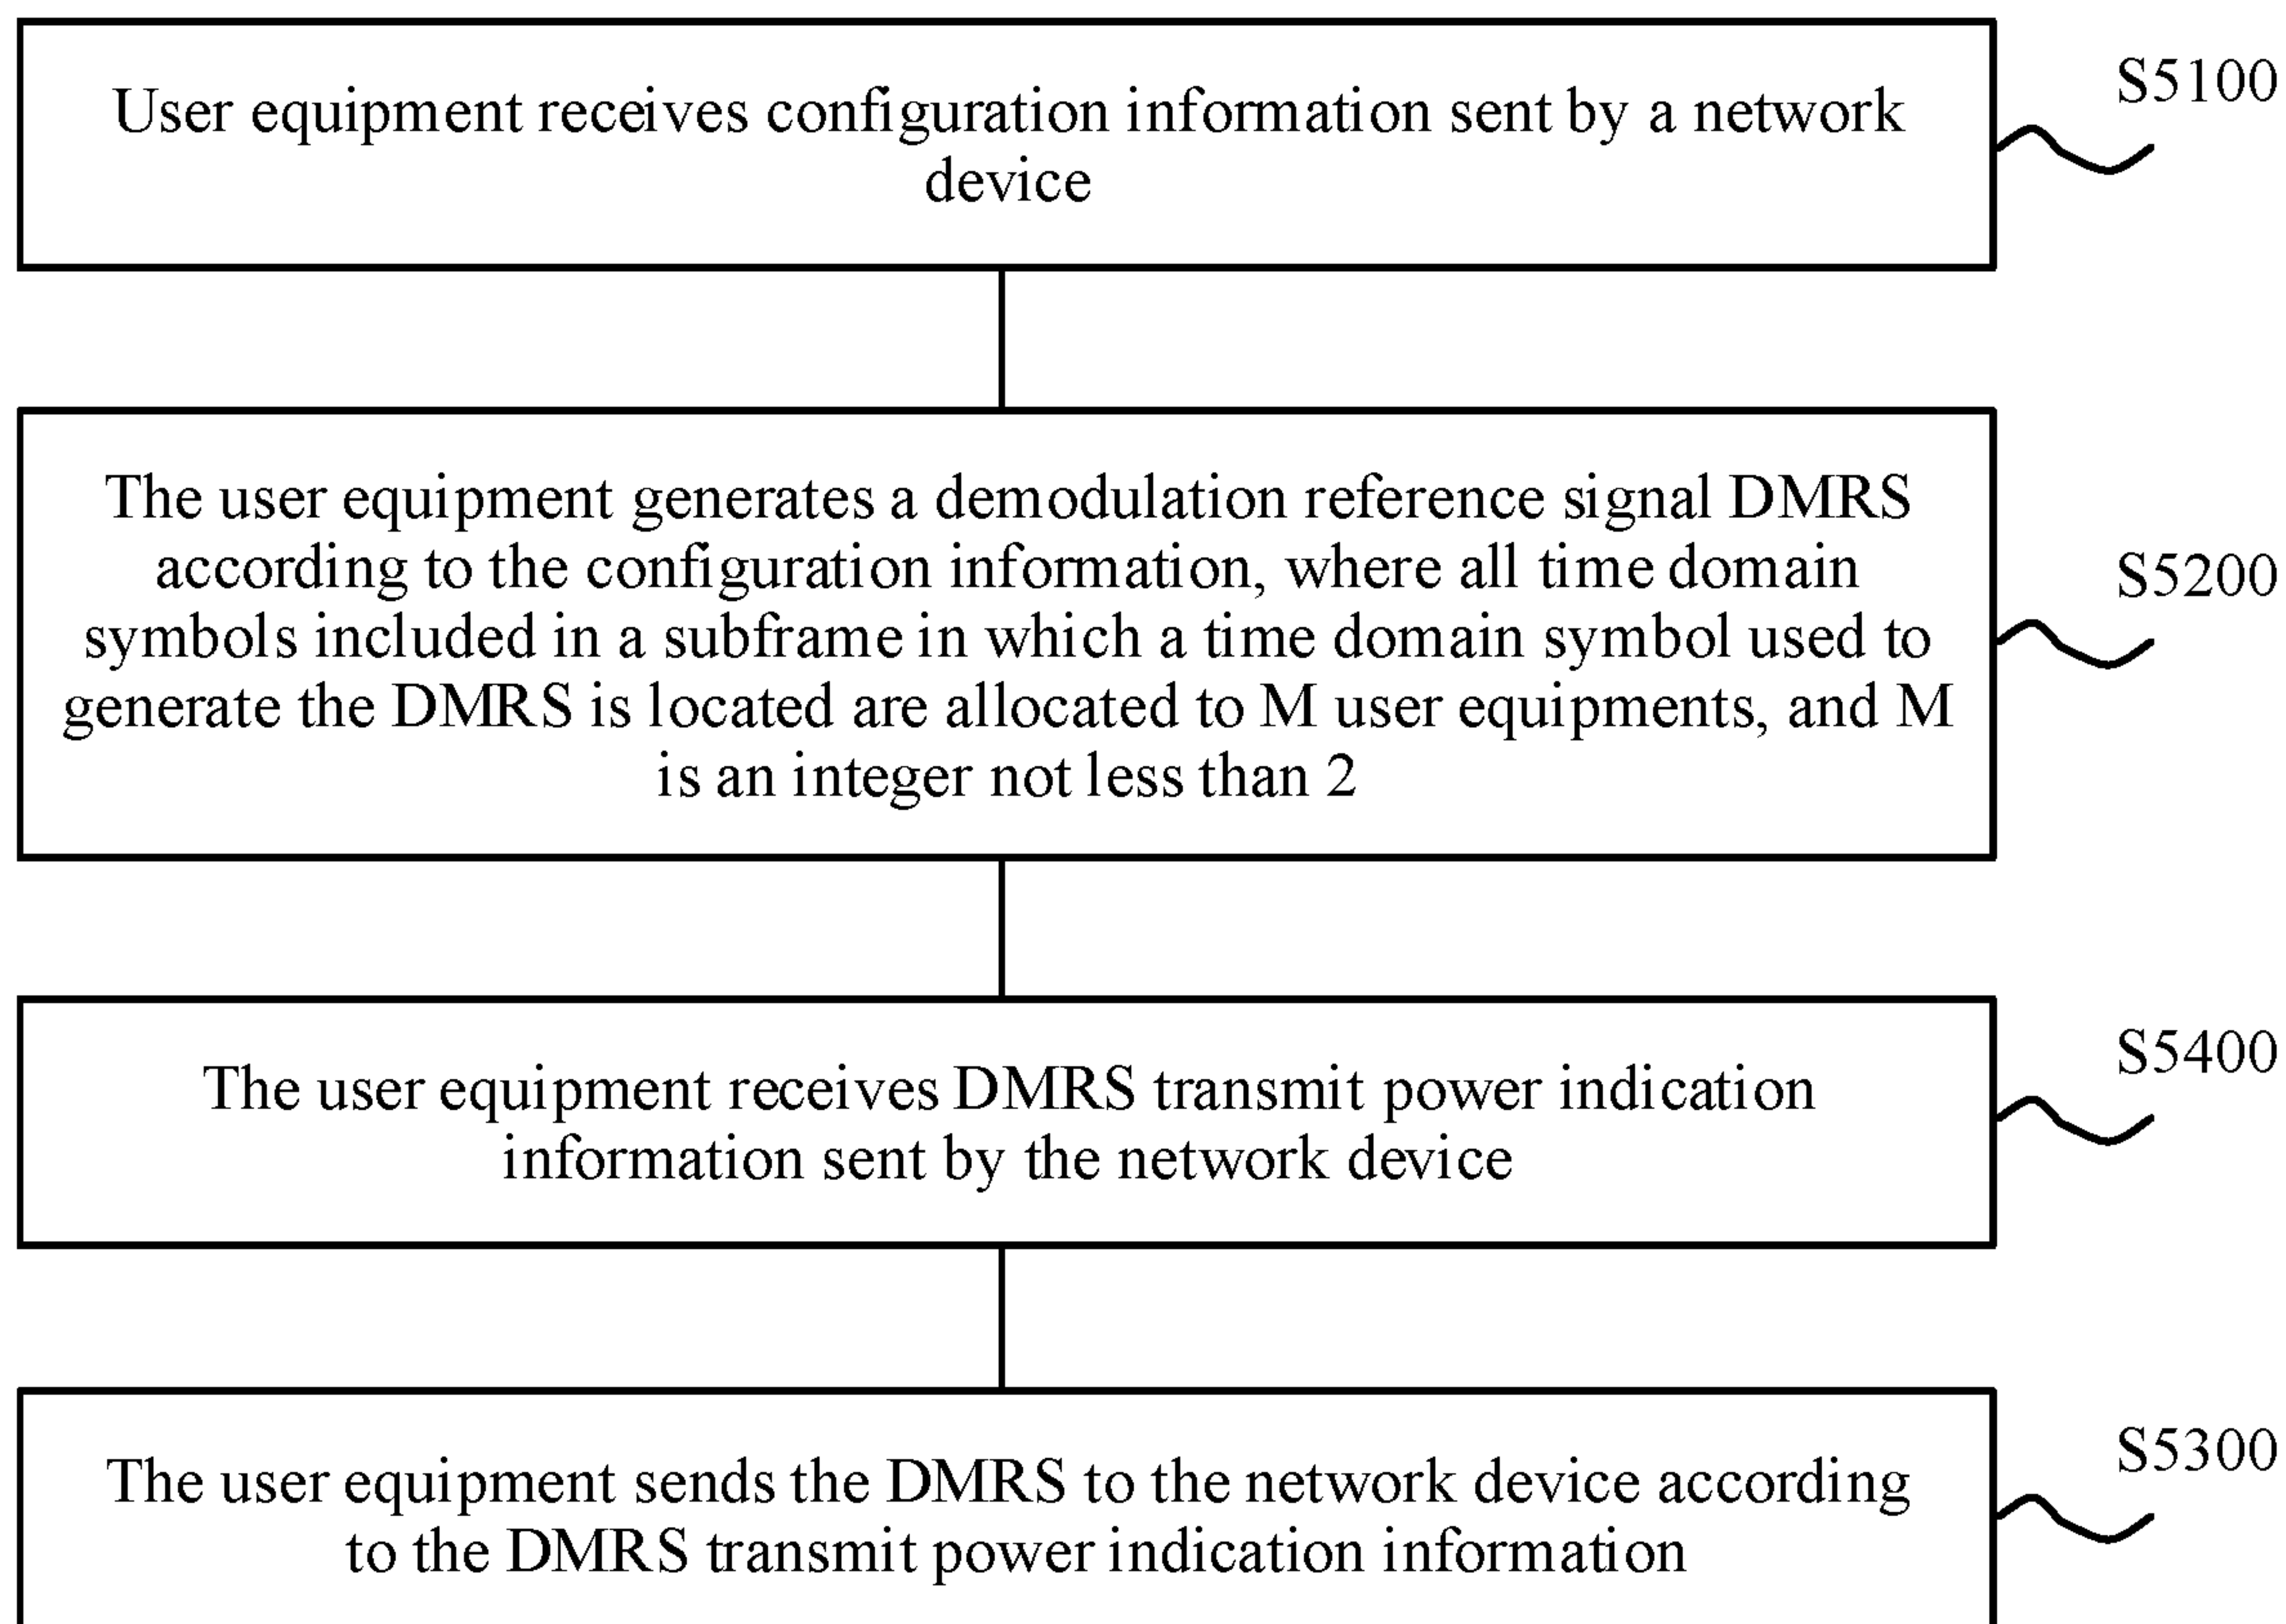 User equipment receives configuration information sent by a network
device
S5100
The user equipment generates a demodulation reference signal DMRS
according to the configuration information, where all time domain
symbols included in a subframe in which a time domain symbol used to
generate the DMRS is located are allocated to M user equipments, and M
is an integer not less than 2
S5200
The user equipment receives DMRS transmit power indication
information sent by the network device
S5400
The user equipment sends the DMRS to the network device according
to the DMRS transmit power indication information
S5300